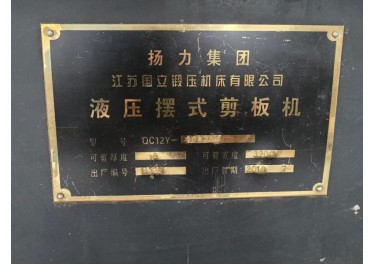 扬力集团
江苏国立锻压机床有限公司
液压摆式剪板机
型 号 QC12Y-
可剪厚度 可剪宽度 3200
出厂编号 出厂日期